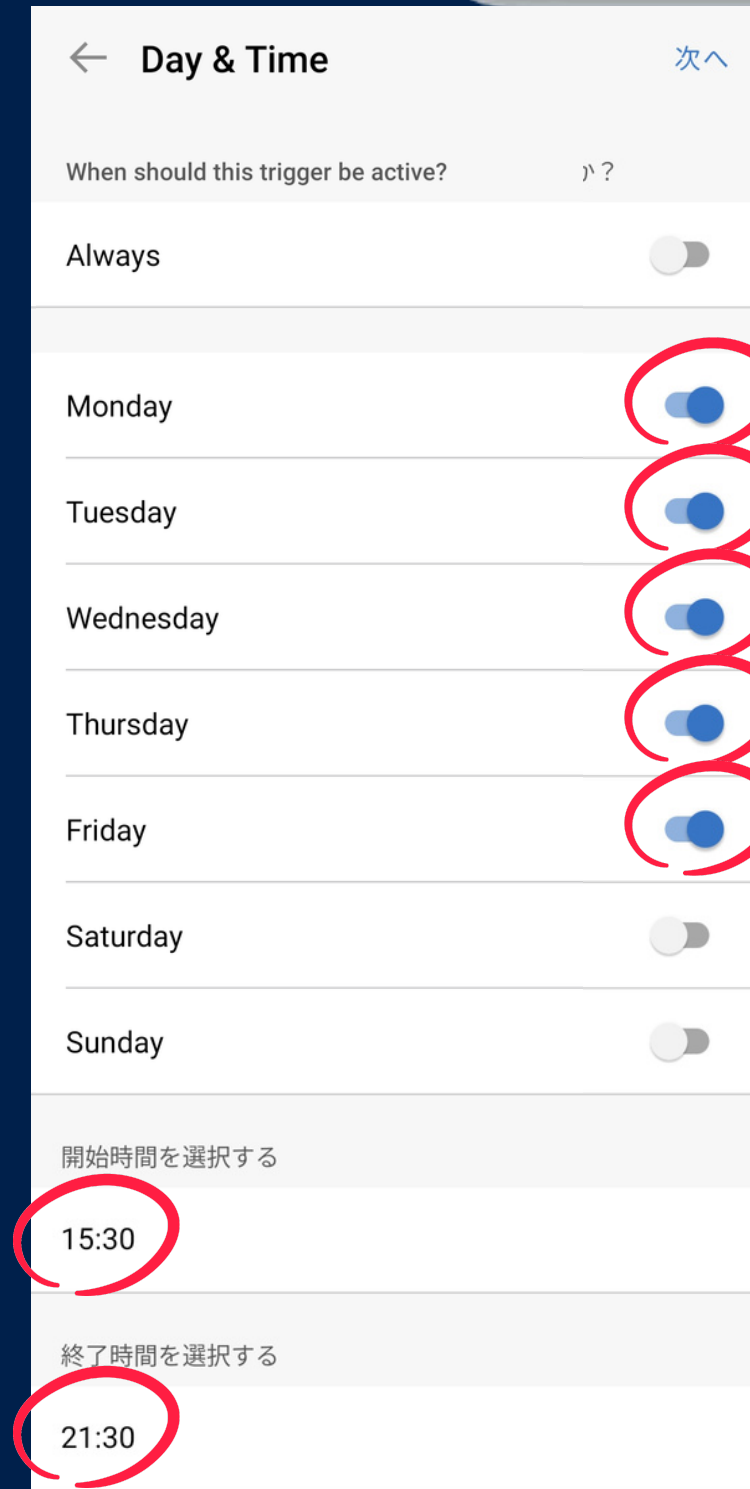 Day & Time 次へ
When should this trigger be active? か？
Always
Monday
Tuesday
Wednesday
Thursday
Friday
Saturday
Sunday
開始時間を選択する
15:30
終了時間を選択する
21:30